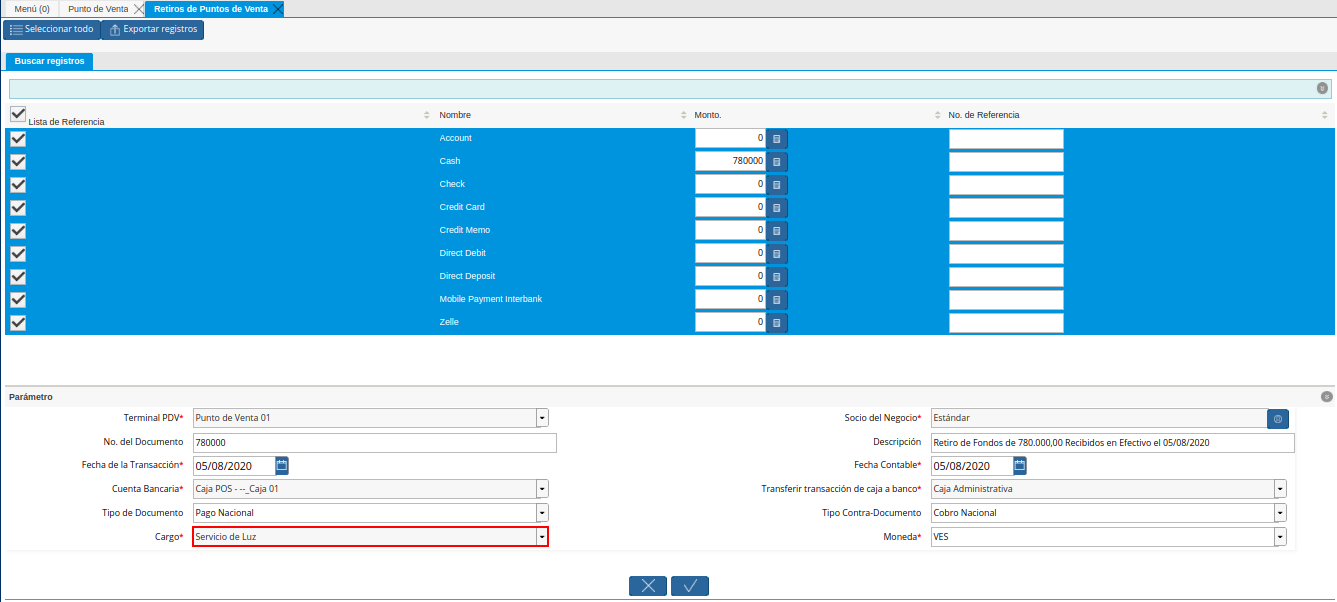 Menú (0) Punto de Venta Retiros de Puntos de Venta
Seleccionar todo Exportar registros
Buscar registros
Lista de Referencia Nombre Monto. No. de Referencia
Account 0
Cash 780000
Check 0
Credit Card 0
Credit Memo 0
Direct Debit 0
Direct Deposit 0
Mobile Payment Interbank 0
Zelle 0
Parámetro
Terminal PDV* Punto de Venta 01 Socio del Negocio* Estándar
No. del Documento 780000 Descripción Retiro de Fondos de 780.000,00 Recibidos en Efectivo el 05/08/2020
Fecha de la Transacción* 05/08/2020 Fecha Contable* 05/08/2020
Cuenta Bancaria* Caja POS - --_Caja 01 Transferir transacción de caja a banco* Caja Administrativa
Tipo de Documento Pago Nacional Tipo Contra-Documento Cobro Nacional
Cargo* Servicio de Luz Moneda* VES